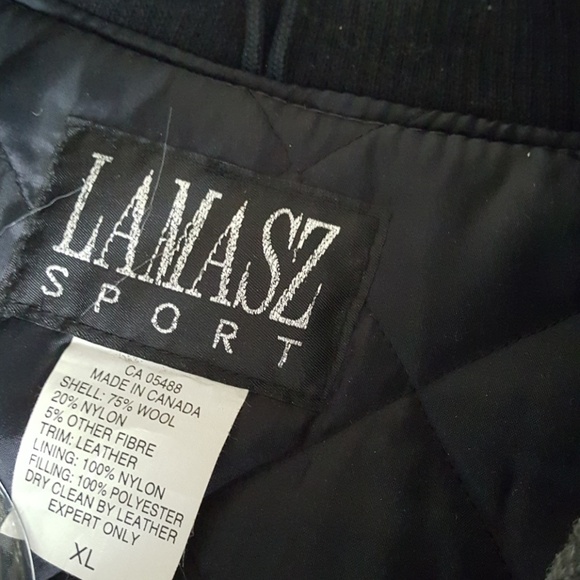 LAMASZ
SPORT
CA 05488
MADE IN CANADA
SHELL: 75% WOOL
20% NYLON
5% OTHER FIBRE
TRIM: LEATHER
LINING: 100% NYLON
FILLING: 100% POLYESTER
DRY CLEAN BY LEATHER
EXPERT ONLY
XL